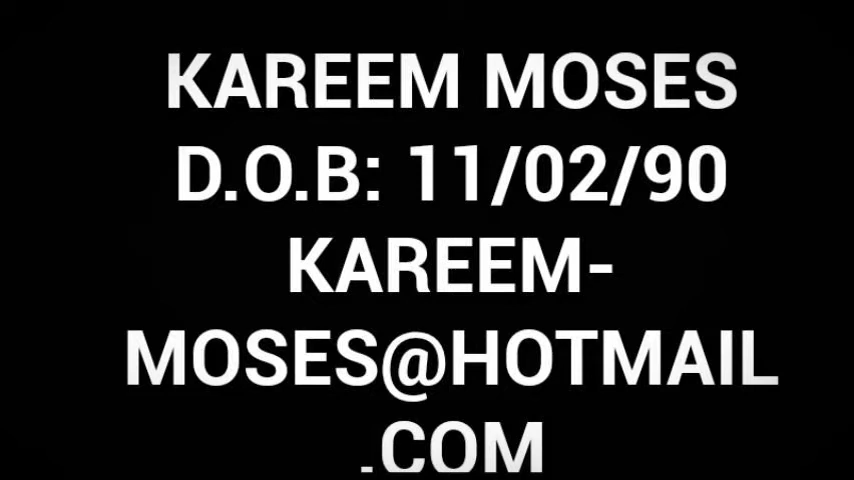 KAREEM MOSES
D.O.B: 11/02/90
KAREEM-
MOSES@HOTMAIL
.COM